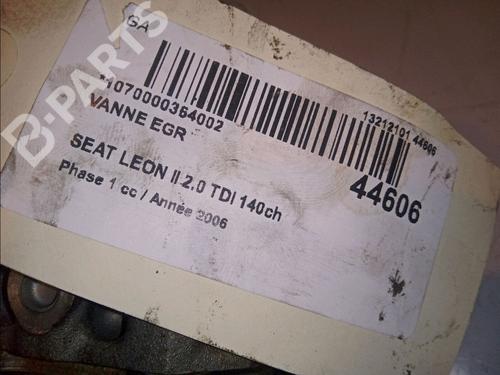 GA
*1070000354002
13212101 44606
VANNE EGR
44606
SEAT LEON II 2.0 TDI 140ch
Phase 1 cc / Année 2006
B-PARTS